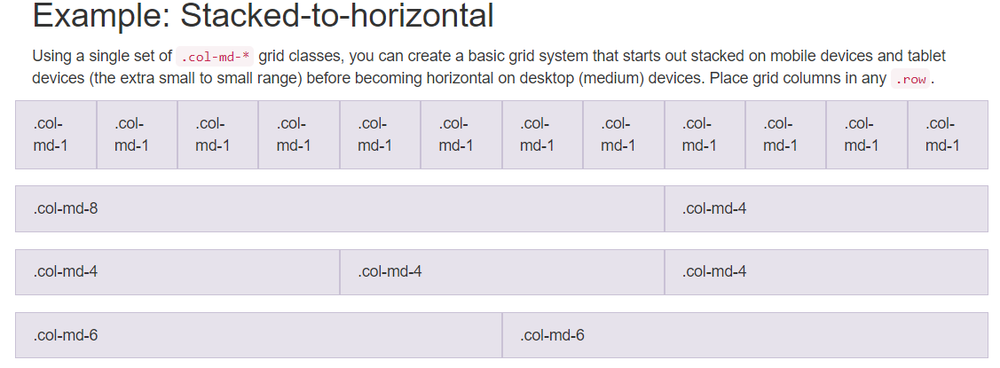 Example: Stacked-to-horizontal
Using a single set of .col-md-* grid classes, you can create a basic grid system that starts out stacked on mobile devices and tablet
devices (the extra small to small range) before becoming horizontal on desktop (medium) devices. Place grid columns in any .row .
.col- .col- .col- .col- .col- .col- .col- .col- .col- .col- .col- .col-
md-1 md-1 md-1 md-1 md-1 md-1 md-1 md-1 md-1 md-1 md-1 md-1
.col-md-8 .col-md-4
.col-md-4 .col-md-4 .col-md-4
.col-md-6 .col-md-6